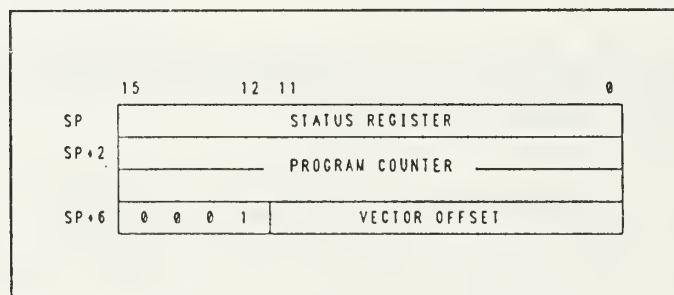 15 12 11 0
SP STATUS REGISTER
SP+2 PROGRAM COUNTER
SP+6 0 0 0 1 VECTOR OFFSET